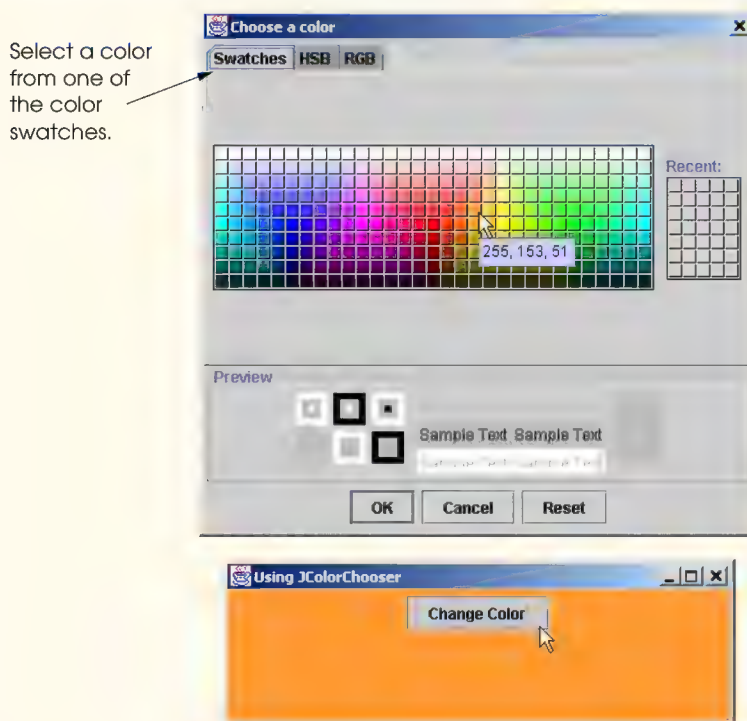 Select a color
from one of
the color
swatches.
Choose a color
Swatches HSB RGB
Recent:
255, 153, 51
Preview
Sample Text Sample Text
OK Cancel Reset
Using JColorChooser
Change Color